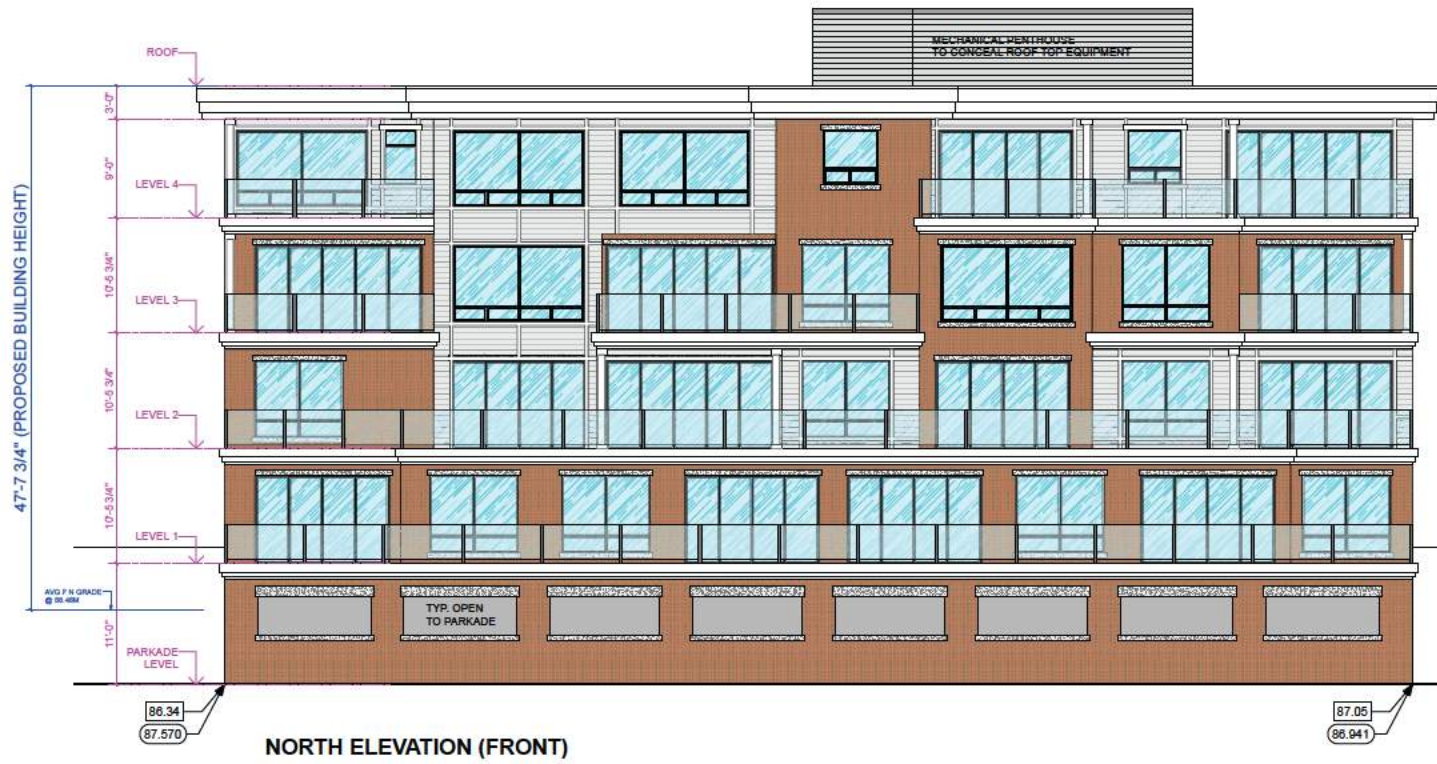 MECHANICAL PENTHOUSE
TO CONCEAL ROOF TOP EQUIPMENT
ROOF
3'-0"
9'-0"
LEVEL 4
10'-5 3/4"
LEVEL 3
10'-5 3/4"
LEVEL 2
10'-5 3/4"
LEVEL 1
47'-7 3/4" (PROPOSED BUILDING HEIGHT)
AVG F N GRADE
11'-0"
TYP. OPEN
TO PARKADE
PARKADE
LEVEL
86.34
87.570
87.05
86.941
NORTH ELEVATION (FRONT)